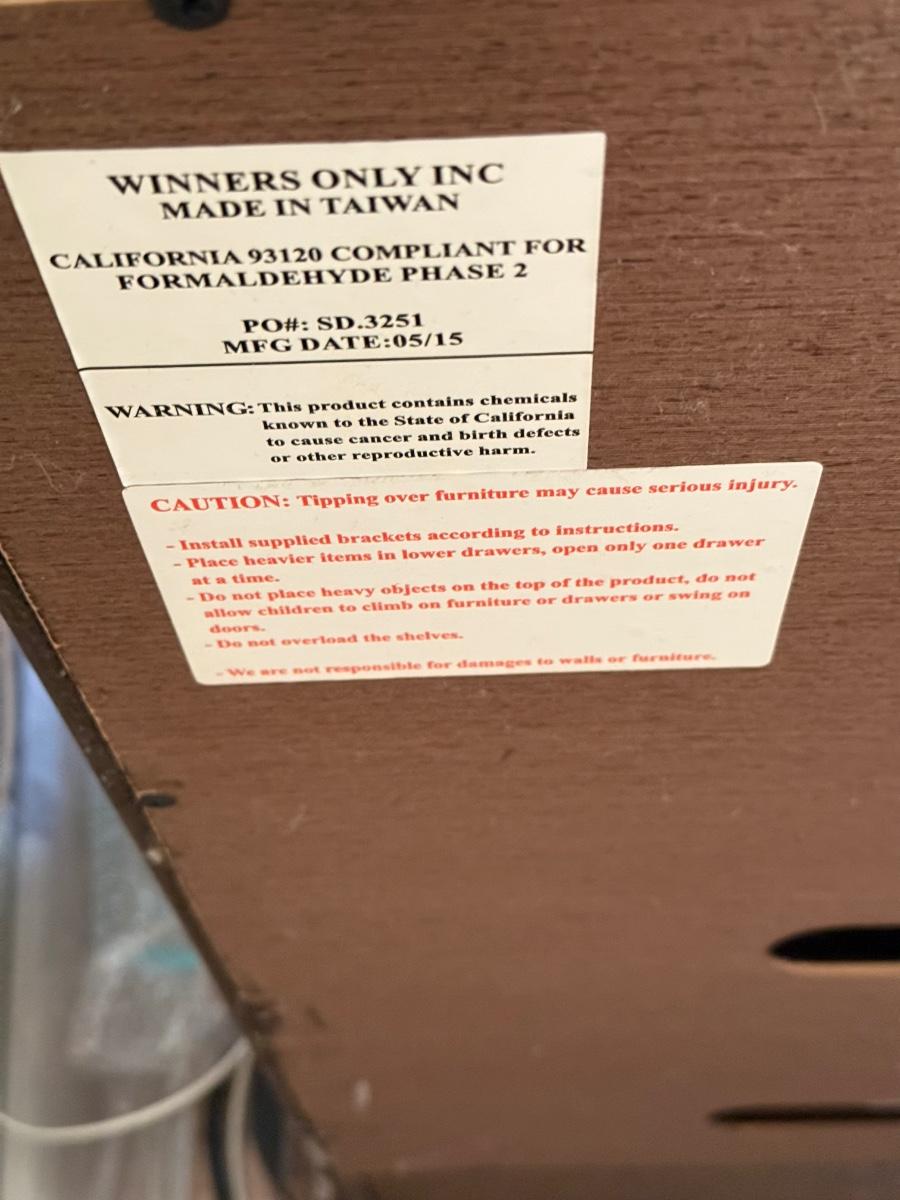 WINNERS ONLY INC
MADE IN TAIWAN
CALIFORNIA 93120 COMPLIANT FOR
FORMALDEHYDE PHASE 2
PO#: SD.3251
MFG DATE:05/15
WARNING: This product contains chemicals
known to the State of California
to cause cancer and birth defects
or other reproductive harm.
CAUTION: Tipping over furniture may cause serious injury.
- Install supplied brackets according to instructions.
- Place heavier items in lower drawers, open only one drawer
at a time.
- Do not place heavy objects on the top of the product, do not
allow children to climb on furniture or drawers or swing on
doors.
- Do not overload the shelves.
- We are not responsible for damages to walls or furniture.